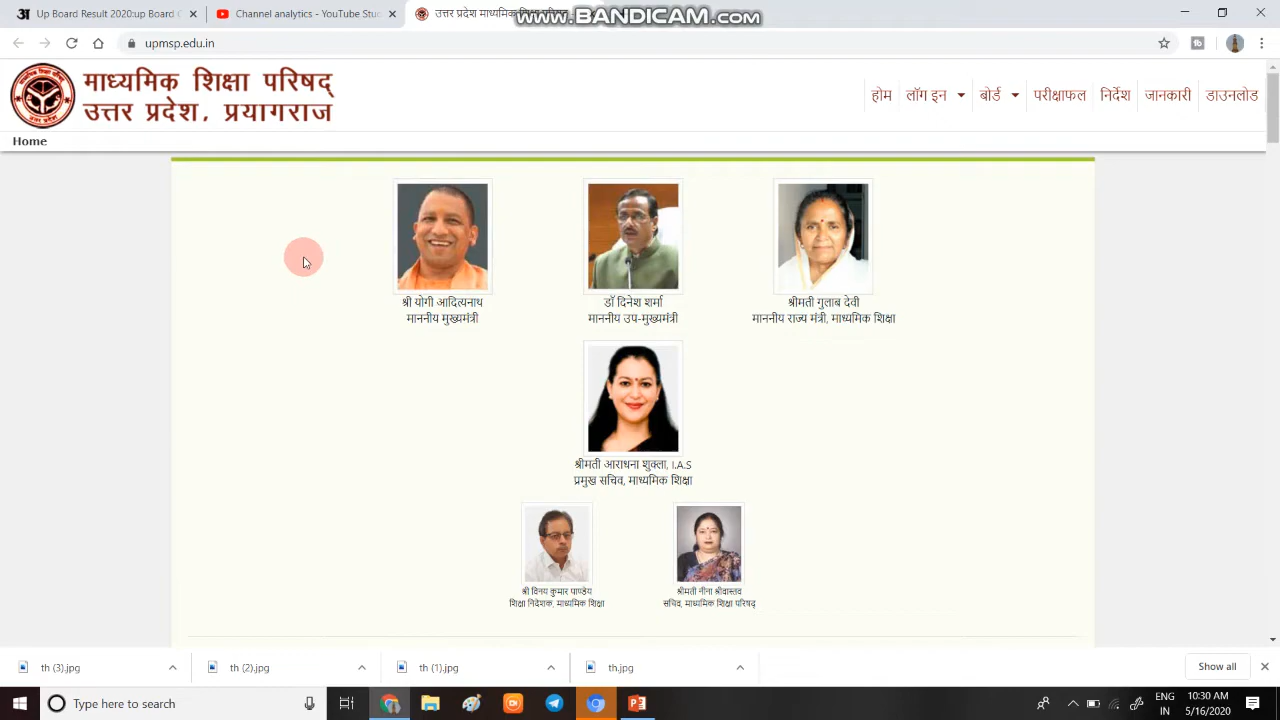 Up Board Result 2020:up Board
Channel analytics - YouTube Stu
उत्तर प्रदेश माध्यमिक शिक्षा परिषद
www.BANDICAM.com
upmsp.edu.in
माध्यमिक शिक्षा परिषद्
उत्तर प्रदेश, प्रयागराज
होम लॉग इन बोर्ड परीक्षाफल निर्देश जानकारी डाउनलोड
Home
श्री योगी आदित्यनाथ
माननीय मुख्यमंत्री
डॉ दिनेश शर्मा
माननीय उप-मुख्यमंत्री
श्रीमती गुलाब देवी
माननीय राज्य मंत्री, माध्यमिक शिक्षा
श्रीमती आराधना शुक्ला, I.A.S
प्रमुख सचिव, माध्यमिक शिक्षा
श्री विनय कुमार पाण्डेय
शिक्षा निदेशक, माध्यमिक शिक्षा
श्रीमती नीना श्रीवास्तव
सचिव, माध्यमिक शिक्षा परिषद्
th (3).jpg
th (2).jpg
th (1).jpg
th.jpg
Show all
Type here to search
ENG
IN
10:30 AM
5/16/2020